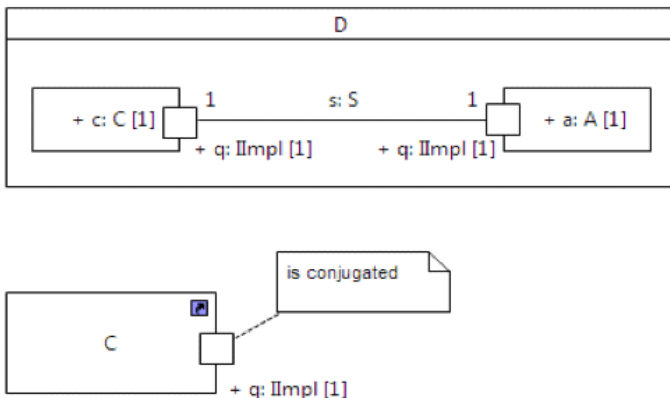 D
+ c: C [1]
1
s: S
1
+ a: A [1]
+ q: IImpl [1]
+ q: IImpl [1]
is conjugated
C
+ q: IImpl [1]